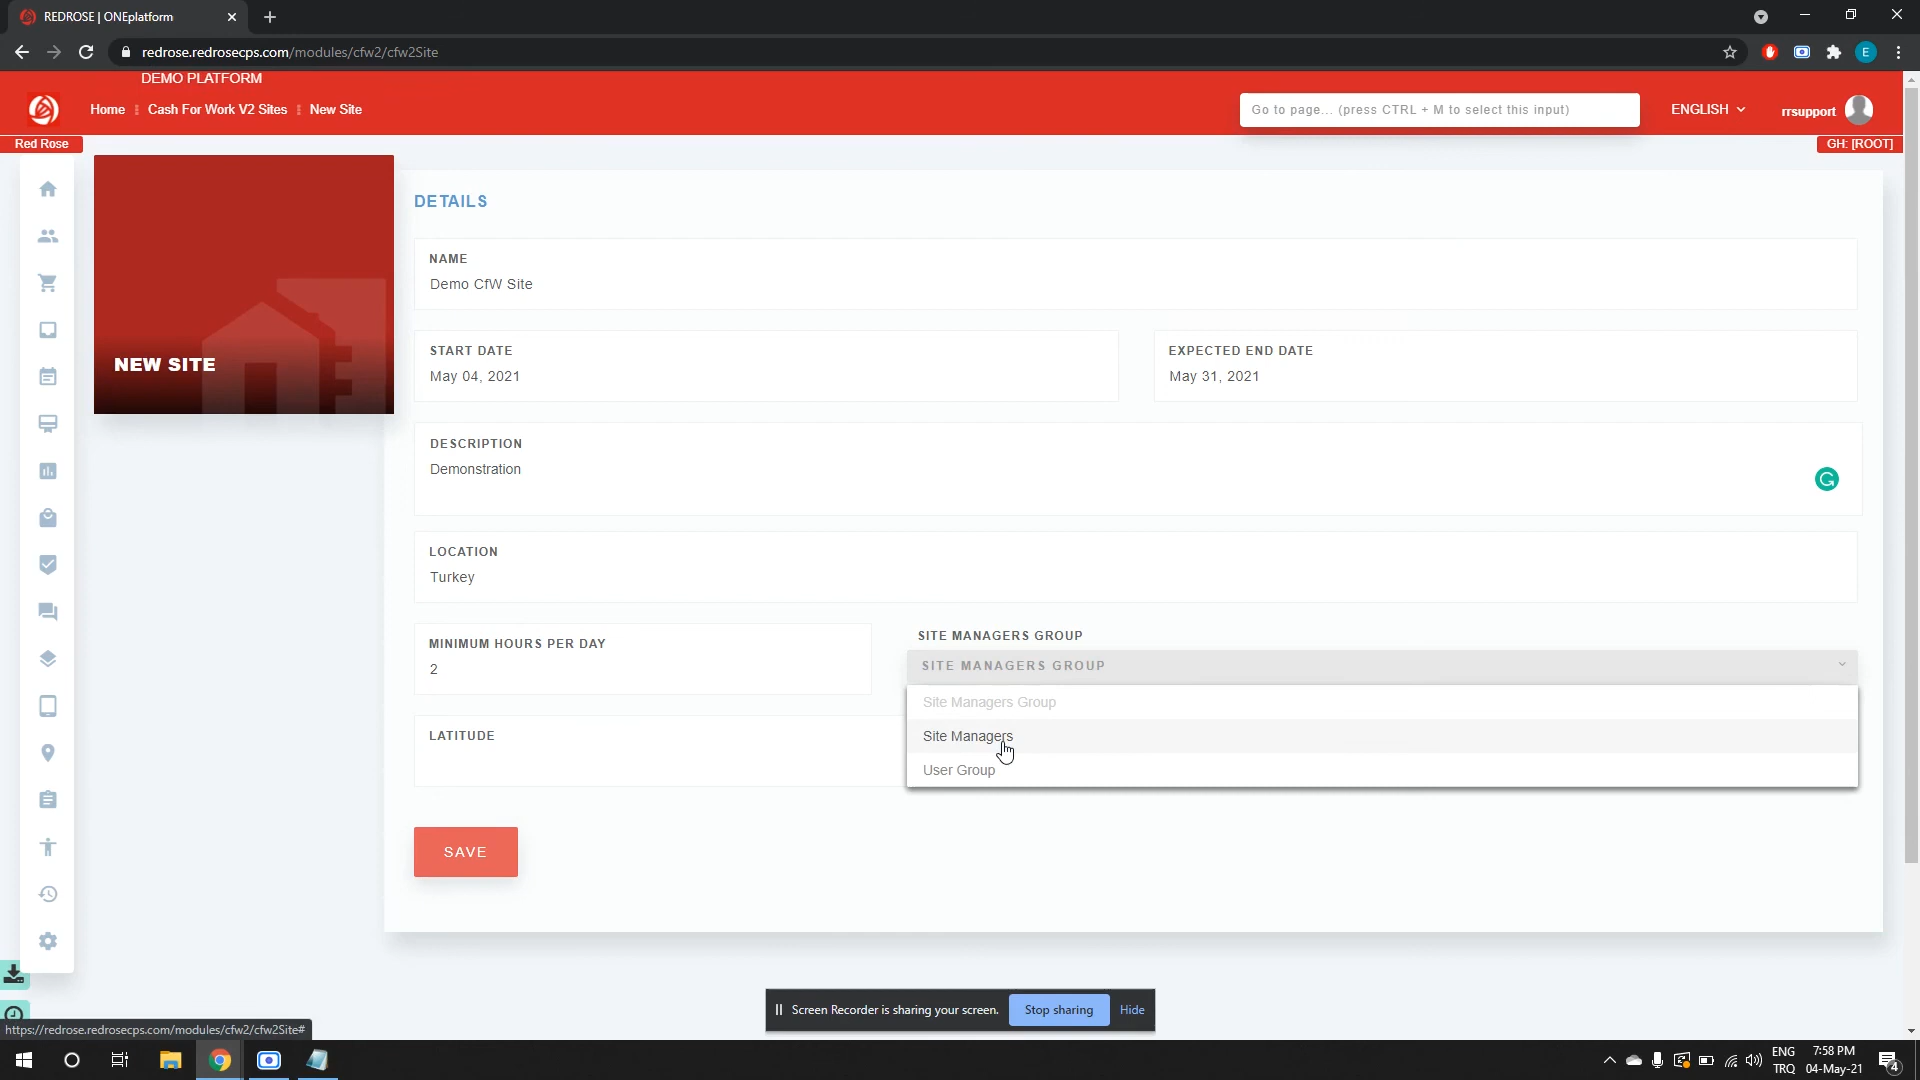 REDROSE | ONEplatform
redrose.redrosecps.com/modules/cfw2/cfw2Site
E
DEMO PLATFORM
Home
Cash For Work V2 Sites
New Site
Go to page... (press CTRL + M to select this input)
ENGLISH
rrsupport
Red Rose
GH: [ROOT]
NEW SITE
DETAILS
NAME
Demo CfW Site
START DATE
May 04, 2021
EXPECTED END DATE
May 31, 2021
DESCRIPTION
Demonstration
LOCATION
Turkey
MINIMUM HOURS PER DAY
2
SITE MANAGERS GROUP
SITE MANAGERS GROUP
Site Managers Group
Site Managers
User Group
LATITUDE
SAVE
Screen Recorder is sharing your screen.
Stop sharing
Hide
https://redrose.redrosecps.com/modules/cfw2/cfw2Site#
ENG
TRQ
7:58 PM
04-May-21
4